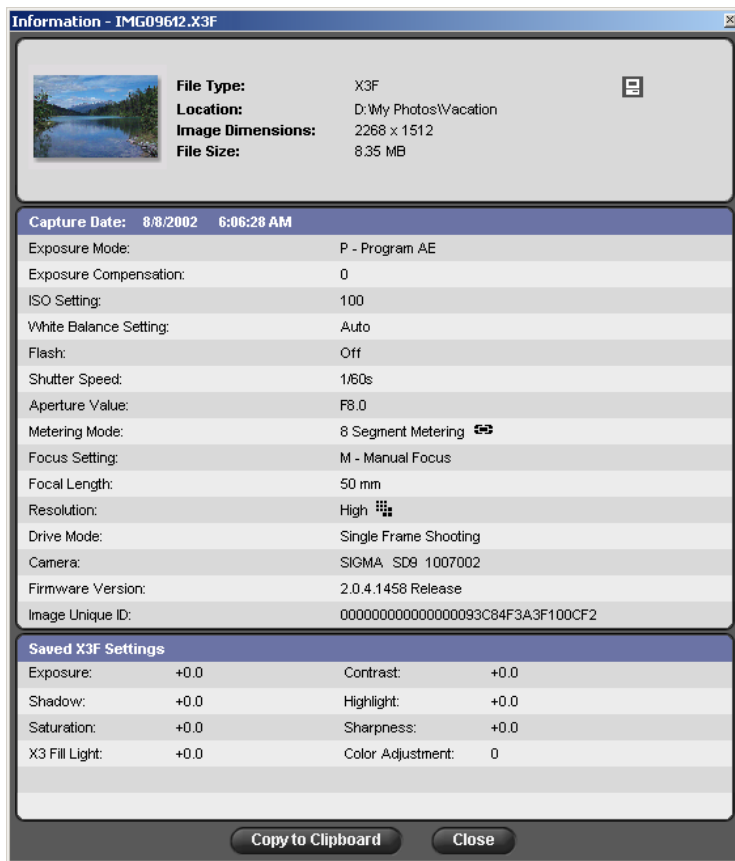 Information - IMG09612.X3F
File Type: X3F
Location: D:\My Photos\Vacation
Image Dimensions: 2268 x 1512
File Size: 8.35 MB
Capture Date: 8/8/2002 6:06:28 AM
Exposure Mode: P - Program AE
Exposure Compensation: 0
ISO Setting: 100
White Balance Setting: Auto
Flash: Off
Shutter Speed: 1/60s
Aperture Value: F8.0
Metering Mode: 8 Segment Metering
Focus Setting: M - Manual Focus
Focal Length: 50 mm
Resolution: High
Drive Mode: Single Frame Shooting
Camera: SIGMA SD9 1007002
Firmware Version: 2.0.4.1458 Release
Image Unique ID: 000000000000000093C84F3A3F100CF2
Saved X3F Settings
Exposure: +0.0 Contrast: +0.0
Shadow: +0.0 Highlight: +0.0
Saturation: +0.0 Sharpness: +0.0
X3 Fill Light: +0.0 Color Adjustment: 0
Copy to Clipboard Close